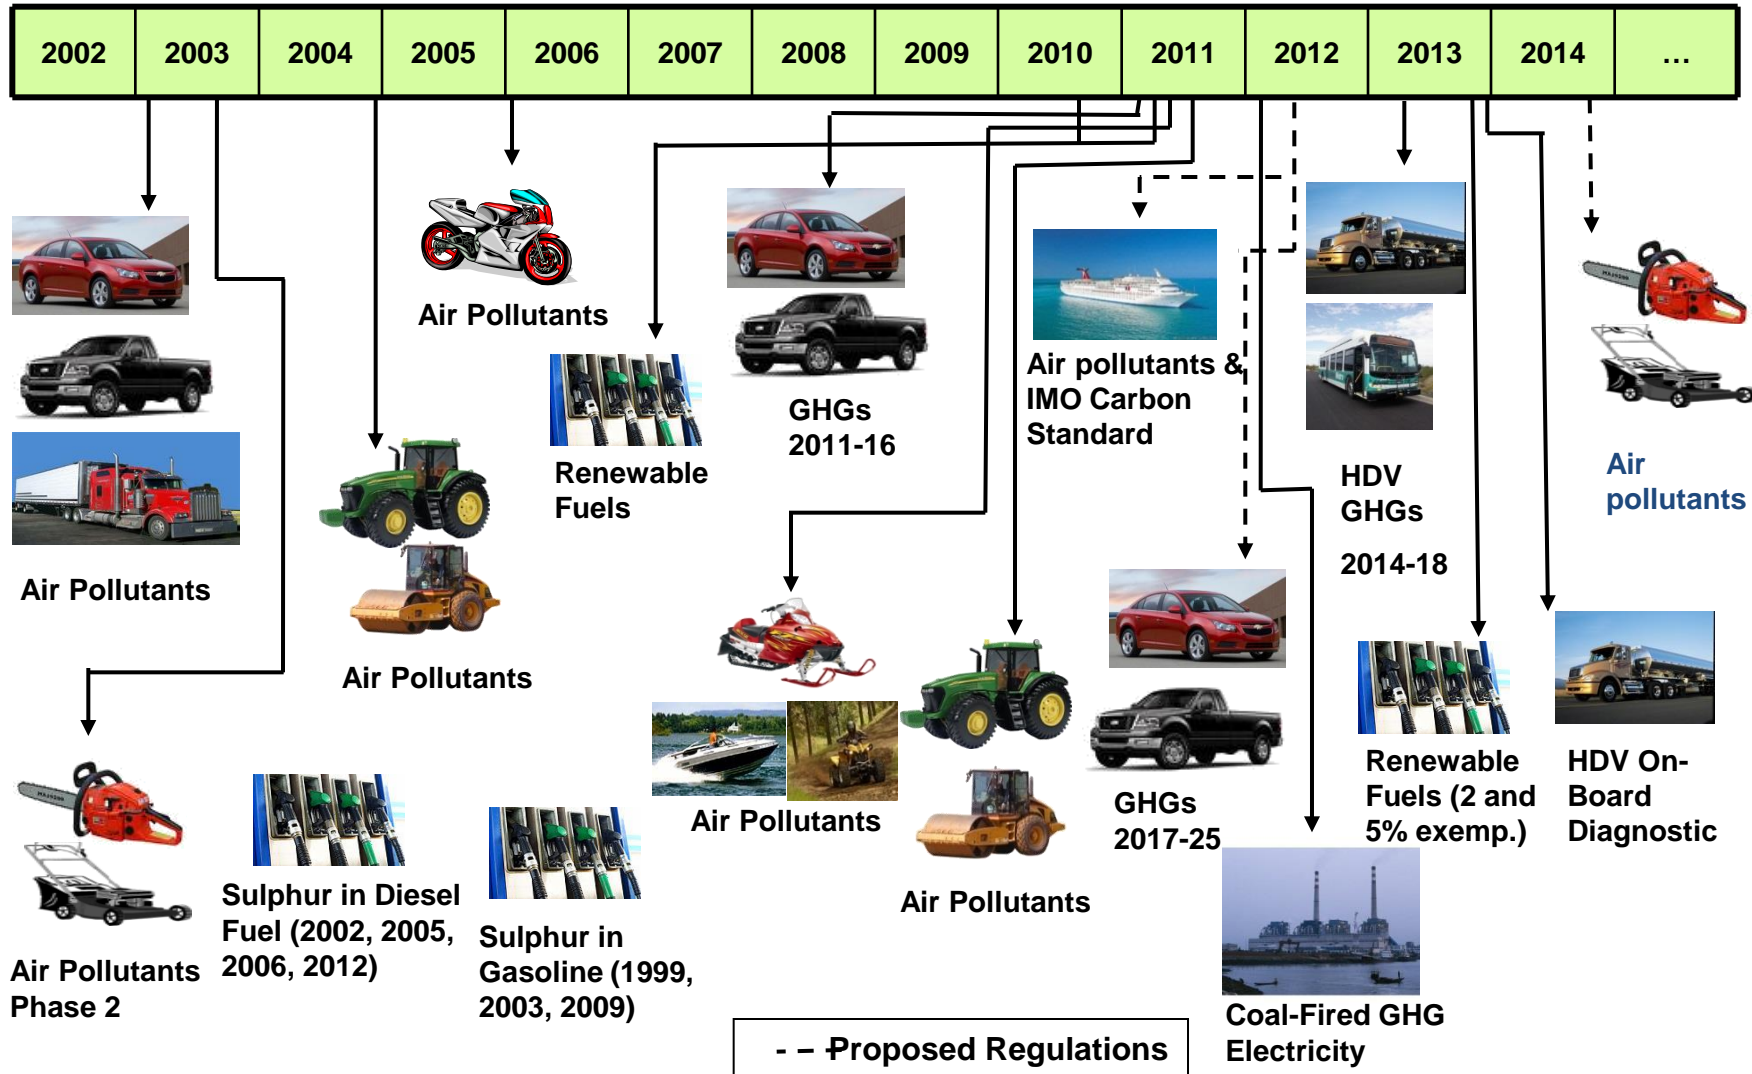 2002 2003 2004 2005 2006 2007 2008 2009 2010 2011 2012 2013 2014 ...
Air Pollutants
Air Pollutants
Phase 2
Air Pollutants
Sulphur in Diesel
Fuel (2002, 2005,
2006, 2012)
Air Pollutants
Sulphur in
Gasoline (1999,
2003, 2009)
Renewable
Fuels
GHGs
2011-16
Air Pollutants
Air Pollutants
Air pollutants &
IMO Carbon
Standard
GHGs
2017-25
Coal-Fired GHG
Electricity
HDV
GHGs
2014-18
Renewable
Fuels (2 and
5% exemp.)
HDV On-
Board
Diagnostic
Air
pollutants
Proposed Regulations